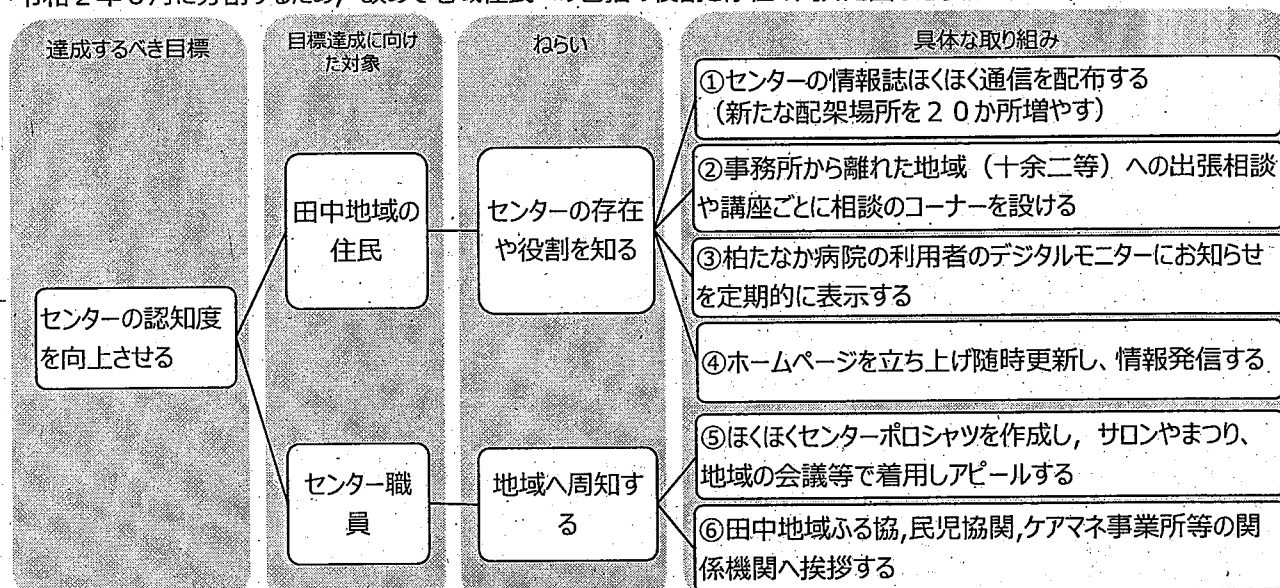 達成するべき目標
目標達成に向け
た対象
ねらい
具体な取り組み
センターの認知度
を向上させる
田中地域の
住民
センターの存在
や役割を知る
①センターの情報誌ほくほく通信を配布する
（新たな配架場所を２０か所増やす）
②事務所から離れた地域（十余二等）への出張相談
や講座ごとに相談のコーナーを設ける
③柏たなか病院の利用者のデジタルモニターにお知らせ
を定期的に表示する
④ホームページを立ち上げ随時更新し、情報発信する
センター職
員
地域へ周知す
る
⑤ほくほくセンターポロシャツを作成し，サロンやまつり、
地域の会議等で着用しアピールする
⑥田中地域ふる協,民児協関,ケアマネ事業所等の関
係機関へ挨拶する